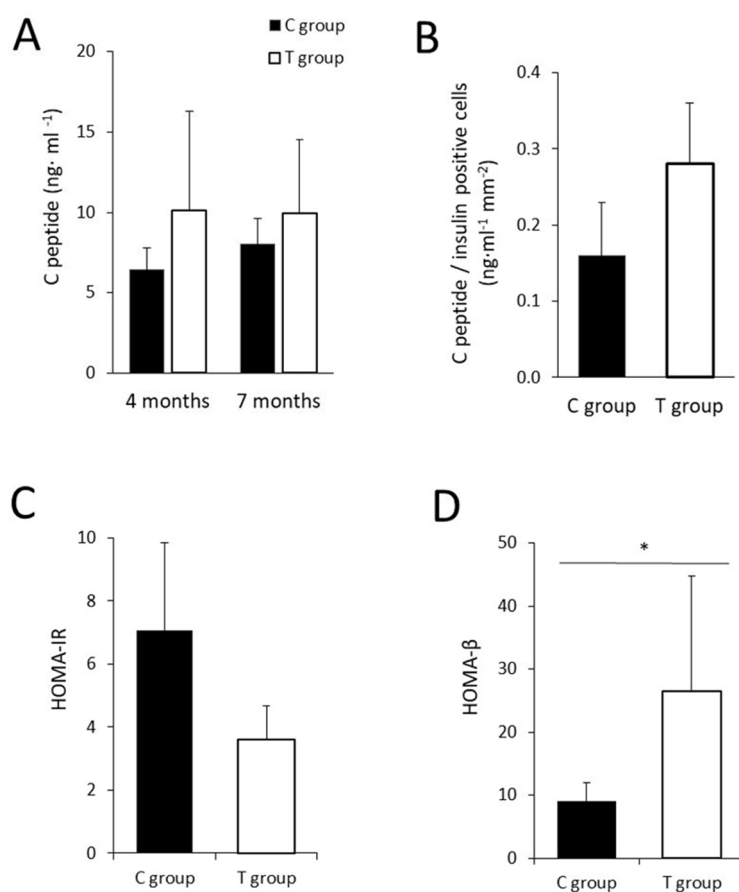 A
C group
T group
C peptide (ng· ml ⁻¹)
20
15
10
5
0
4 months
7 months
B
C peptide / insulin positive cells
(ng·ml⁻¹ mm⁻²)
0.4
0.3
0.2
0.1
0.0
C group
T group
C
HOMA-IR
10
8
6
4
2
0
C group
T group
D
HOMA-β
50
40
30
20
10
0
*
C group
T group